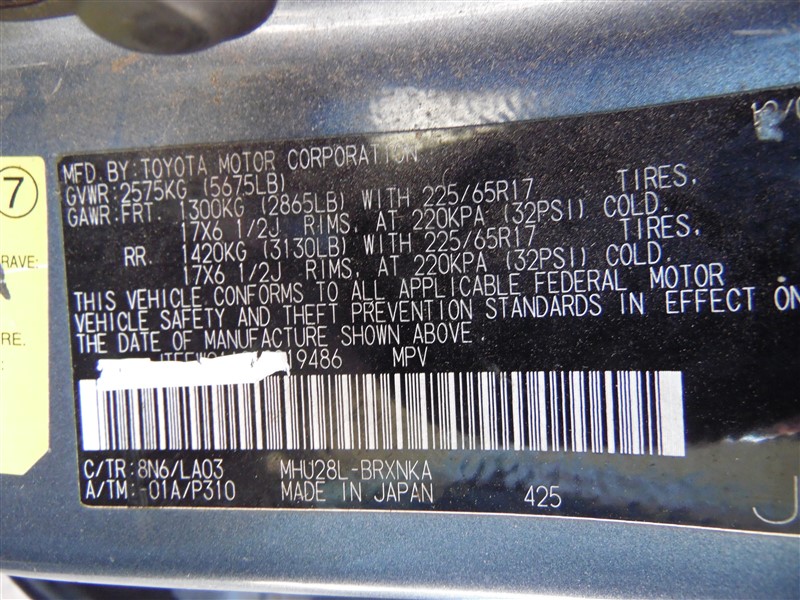 7
RAVE:
RE.
MFD. BY: TOYOTA MOTOR CORPORATION
GVWR: 2575KG (5675LB)
GAWR: FRT. 1300KG (2865LB) WITH 225/65R17 TIRES.
17X6 1/2J RIMS, AT 220KPA (32PSI) COLD.
RR. 1420KG (3130LB) WITH 225/65R17 TIRES.
17X6 1/2J RIMS, AT 220KPA (32PSI) COLD.
THIS VEHICLE CONFORMS TO ALL APPLICABLE FEDERAL MOTOR
VEHICLE SAFETY AND THEFT PREVENTION STANDARDS IN EFFECT ON
THE DATE OF MANUFACTURE SHOWN ABOVE.
19486 MPV
C/TR: 8N6/LA03 MHU28L-BRXNKA
A/TM: -01A/P310 MADE IN JAPAN 425
J